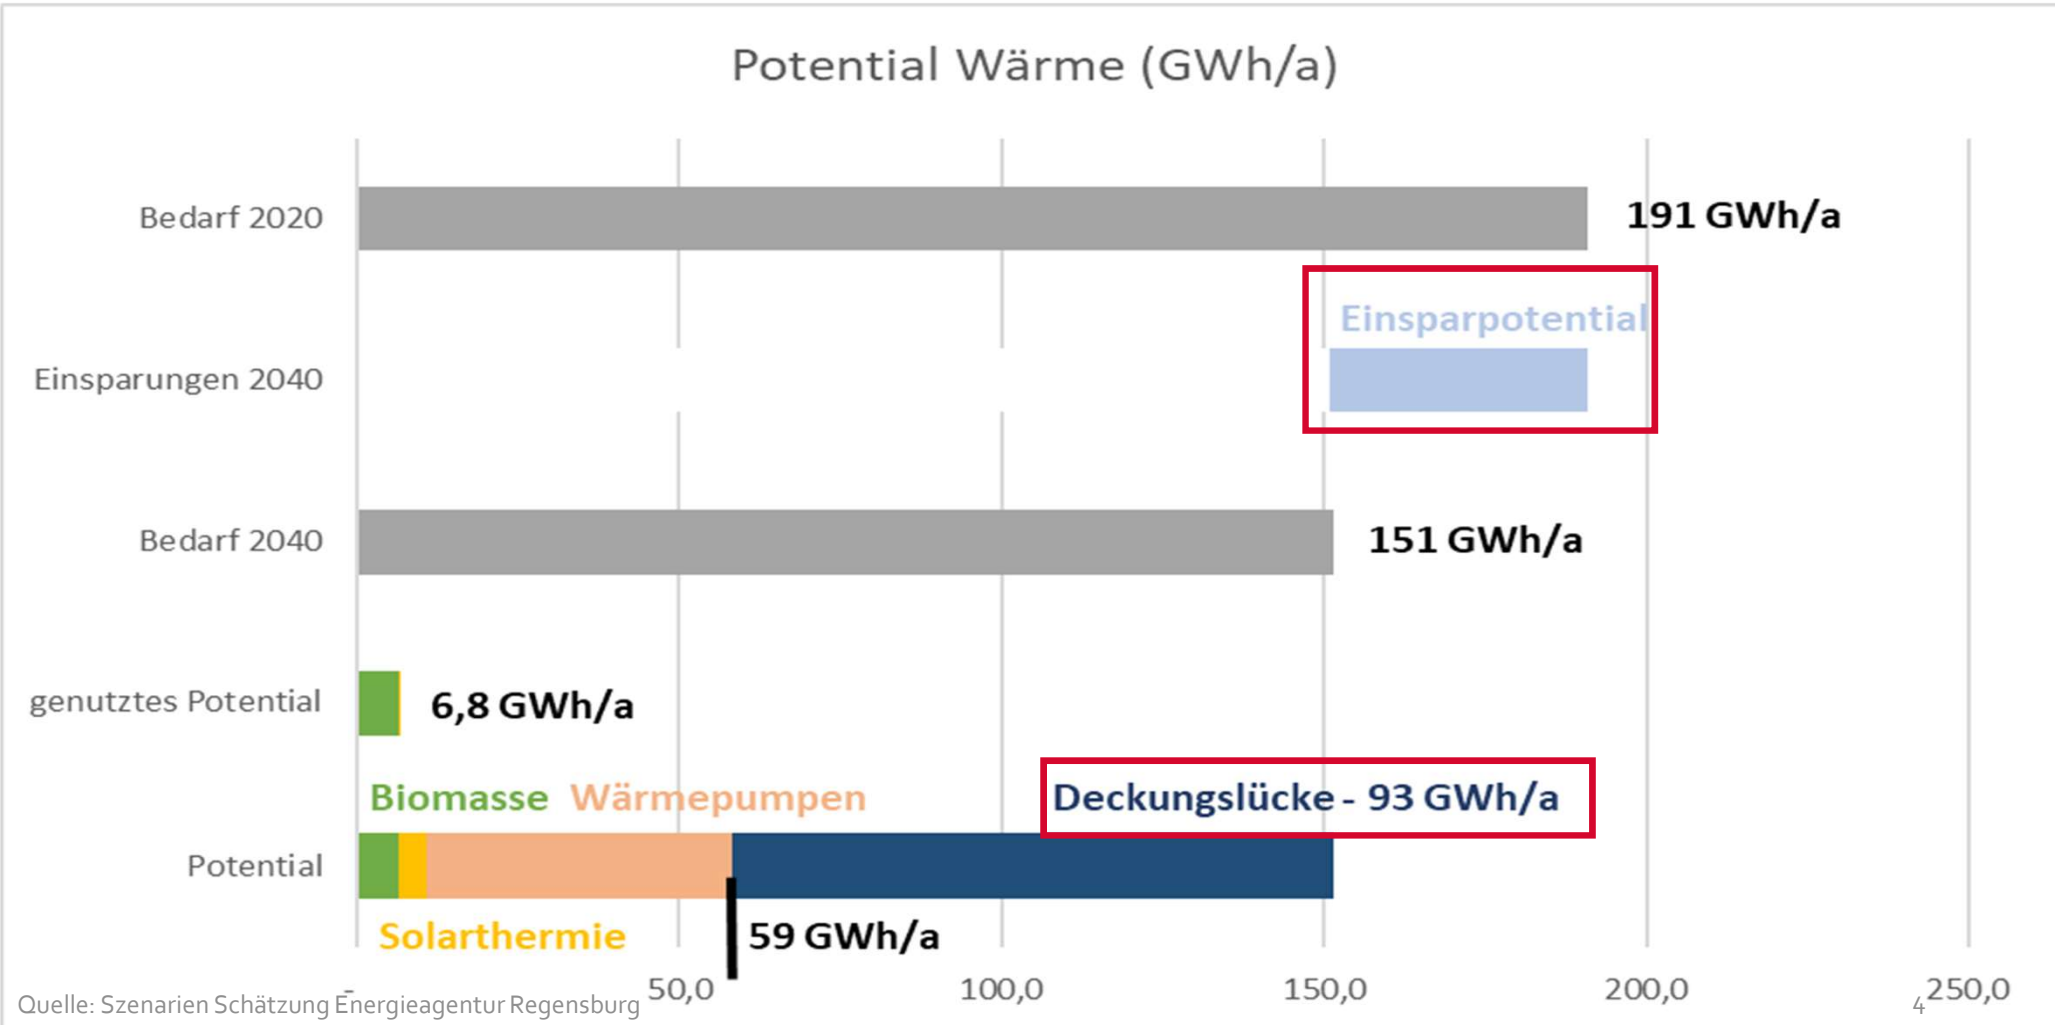 Potential Wärme (GWh/a)
Bedarf 2020
191 GWh/a
Einsparpotential
Einsparungen 2040
Bedarf 2040
151 GWh/a
genutztes Potential
6,8 GWh/a
Biomasse Wärmepumpen
Deckungslücke - 93 GWh/a
Potential
Solarthermie
59 GWh/a
- 50,0 100,0 150,0 200,0 250,0
Quelle: Szenarien Schätzung Energieagentur Regensburg
4